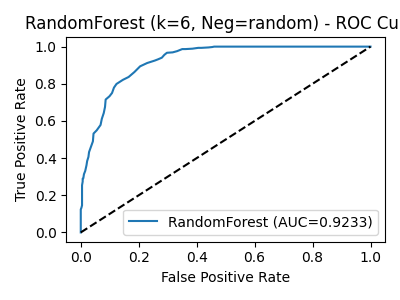 RandomForest (k=6, Neg=random) - ROC Cu
1.0
0.8
0.6
0.4
0.2
0.0
True Positive Rate
RandomForest (AUC=0.9233)
0.0 0.2 0.4 0.6 0.8 1.0
False Positive Rate